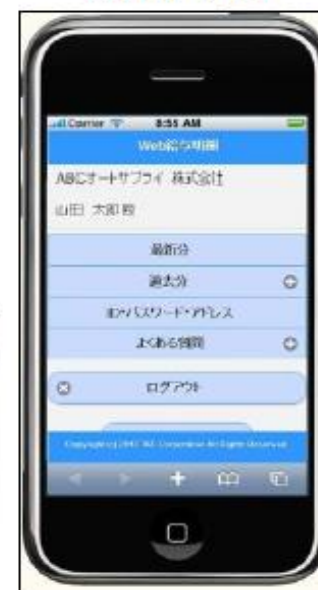 Carrier 8:55 AM
Web給与明細
ABCオートサプライ 株式会社
山田 太郎 殿
最新分
過去分
ID・パスワード・アドレス
よくある質問
ログアウト